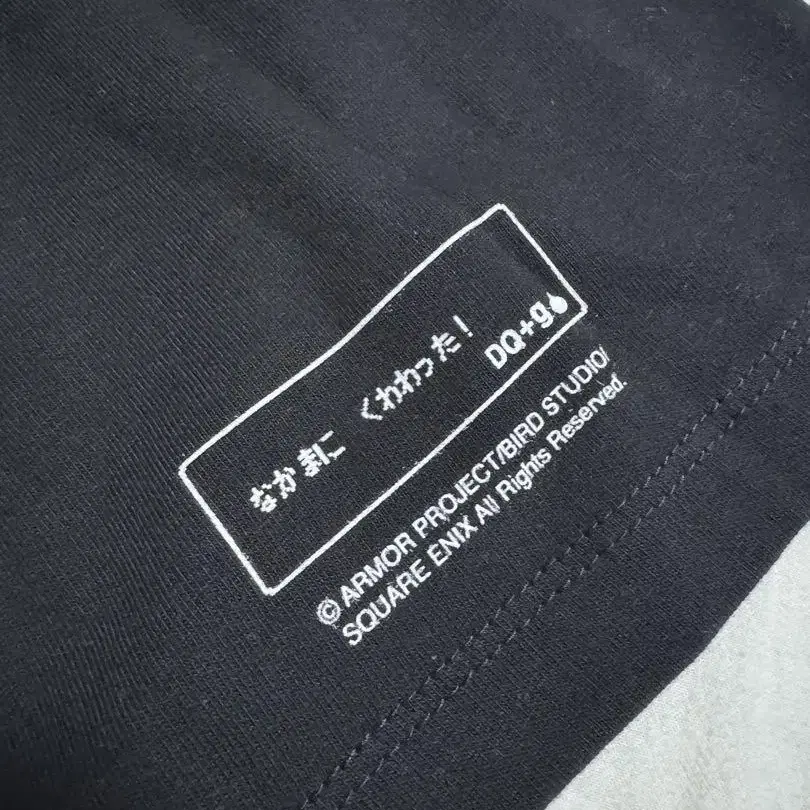 なかまに くわわった!
DQ+g
© ARMOR PROJECT/BIRD STUDIO/
SQUARE ENIX All Rights Reserved.